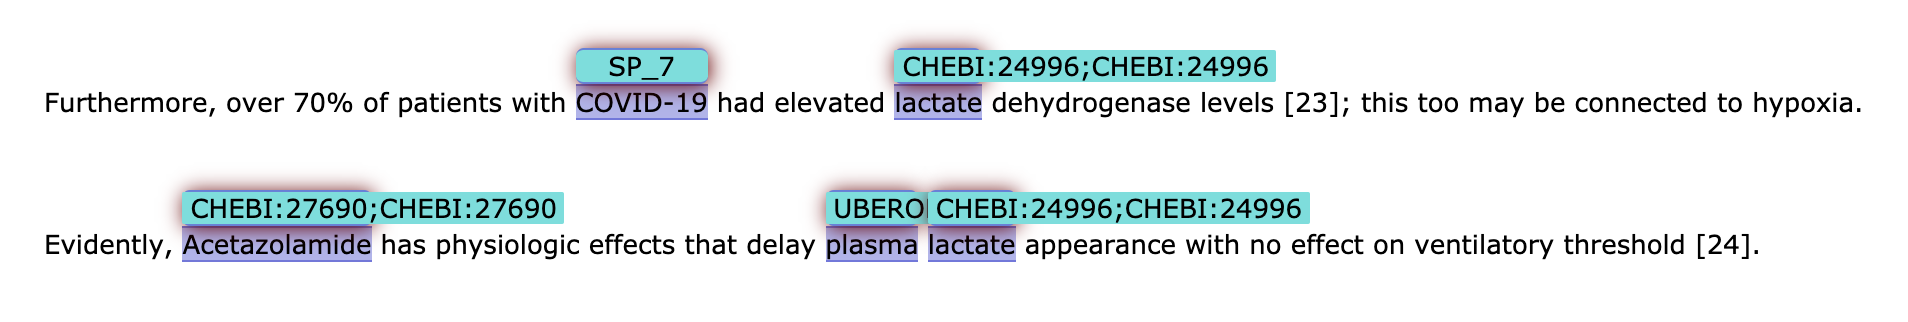 SP_7 CHEBI:24996;CHEBI:24996
Furthermore, over 70% of patients with COVID-19 had elevated lactate dehydrogenase levels [23]; this too may be connected to hypoxia.
CHEBI:27690;CHEBI:27690 UBERO CHEBI:24996;CHEBI:24996
Evidently, Acetazolamide has physiologic effects that delay plasma lactate appearance with no effect on ventilatory threshold [24].